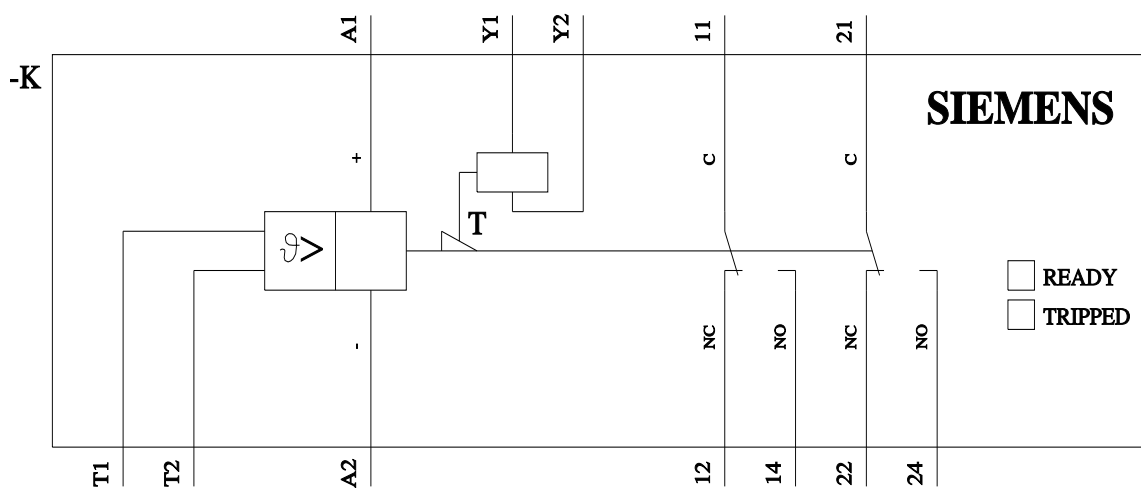 A1
Y1
Y2
11
21
-K
SIEMENS
+
C
C
T
ϑ>
READY
TRIPPED
-
NC
NO
NC
NO
T1
T2
A2
12
14
22
24